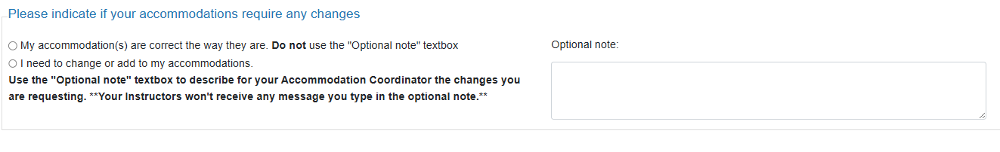 Please indicate if your accommodations require any changes
My accommodation(s) are correct the way they are. Do not use the "Optional note" textbox
I need to change or add to my accommodations.
Use the "Optional note" textbox to describe for your Accommodation Coordinator the changes you
are requesting. **Your Instructors won't receive any message you type in the optional note.**
Optional note: